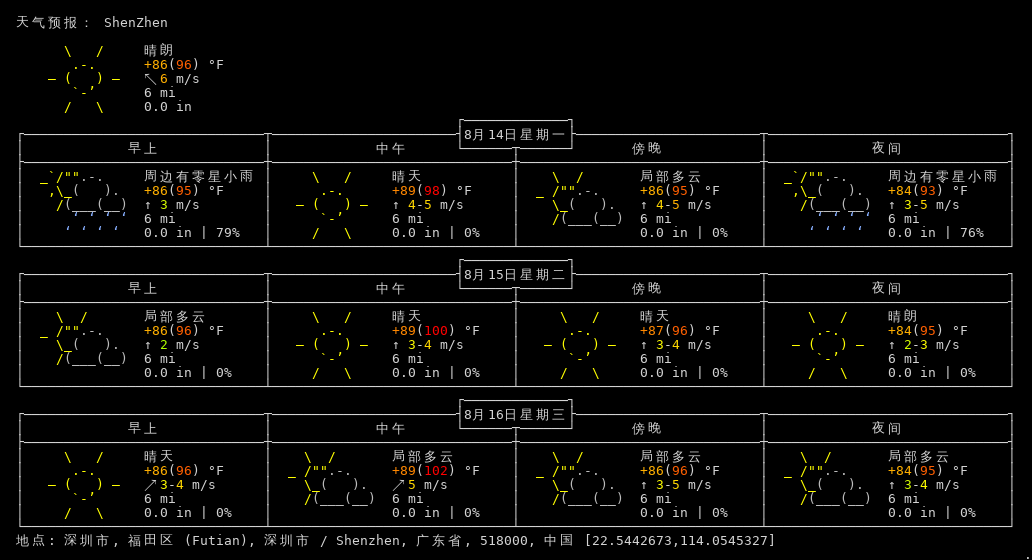 天气预报： ShenZhen
晴朗
+86(96) °F
↖ 6 m/s
6 mi
0.0 in
8月14日星期一
早上 中午 傍晚 夜间
周边有零星小雨 晴天 局部多云 周边有零星小雨
+86(95) °F +89(98) °F +86(95) °F +84(93) °F
↑ 3 m/s ↑ 4-5 m/s ↑ 4-5 m/s ↑ 3-5 m/s
6 mi 6 mi 6 mi 6 mi
0.0 in | 79% 0.0 in | 0% 0.0 in | 0% 0.0 in | 76%
8月15日星期二
早上 中午 傍晚 夜间
局部多云 晴天 晴天 晴朗
+86(96) °F +89(100) °F +87(96) °F +84(95) °F
↑ 2 m/s ↑ 3-4 m/s ↑ 3-4 m/s ↑ 2-3 m/s
6 mi 6 mi 6 mi 6 mi
0.0 in | 0% 0.0 in | 0% 0.0 in | 0% 0.0 in | 0%
8月16日星期三
早上 中午 傍晚 夜间
晴天 局部多云 局部多云 局部多云
+86(96) °F +89(102) °F +86(96) °F +84(95) °F
↗ 3-4 m/s ↗ 5 m/s ↑ 3-5 m/s ↑ 3-4 m/s
6 mi 6 mi 6 mi 6 mi
0.0 in | 0% 0.0 in | 0% 0.0 in | 0% 0.0 in | 0%
地点: 深圳市, 福田区 (Futian), 深圳市 / Shenzhen, 广东省, 518000, 中国 [22.5442673,114.0545327]